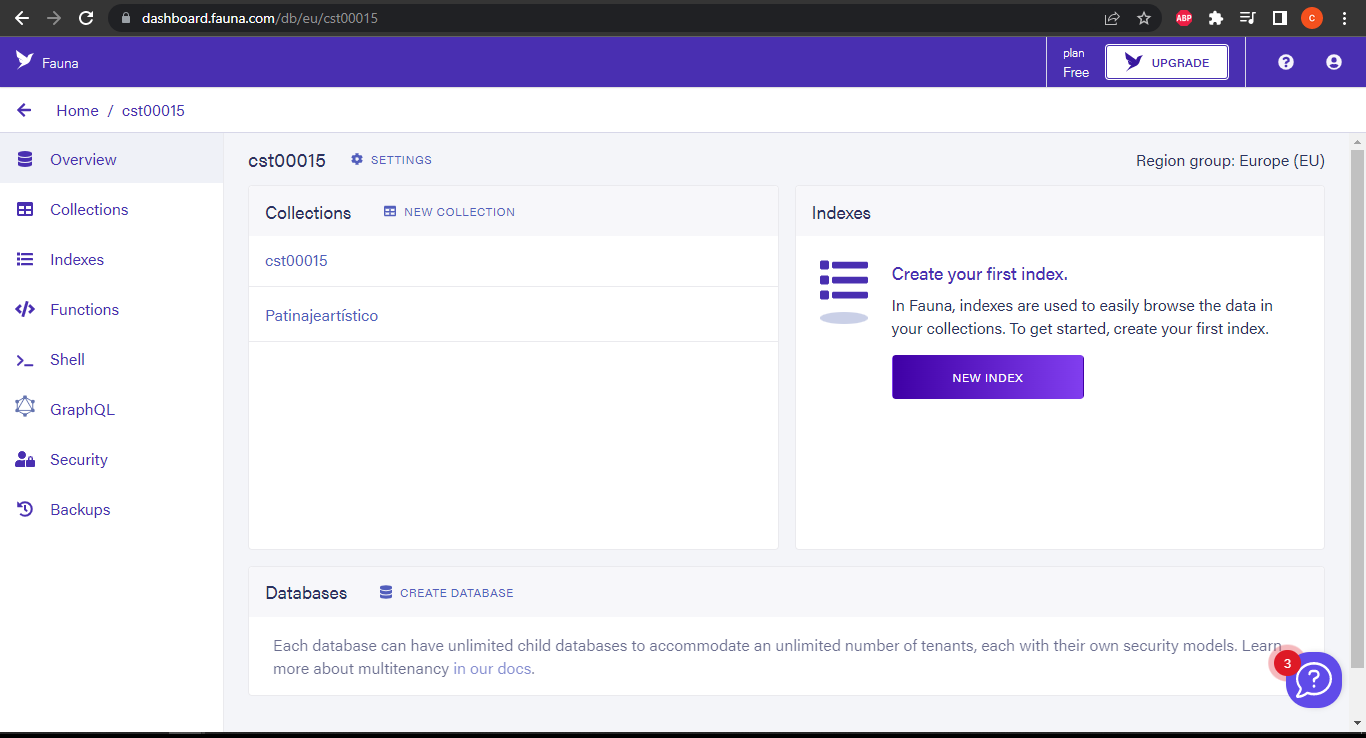 dashboard.fauna.com/db/eu/cst00015
ABP
C
Fauna
plan
Free
UPGRADE
Home / cst00015
Overview
Collections
Indexes
Functions
Shell
GraphQL
Security
Backups
cst00015 SETTINGS
Region group: Europe (EU)
Collections NEW COLLECTION
cst00015
Patinajeartístico
Indexes
Create your first index.
In Fauna, indexes are used to easily browse the data in
your collections. To get started, create your first index.
NEW INDEX
Databases CREATE DATABASE
Each database can have unlimited child databases to accommodate an unlimited number of tenants, each with their own security models. Learn
more about multitenancy in our docs.
3